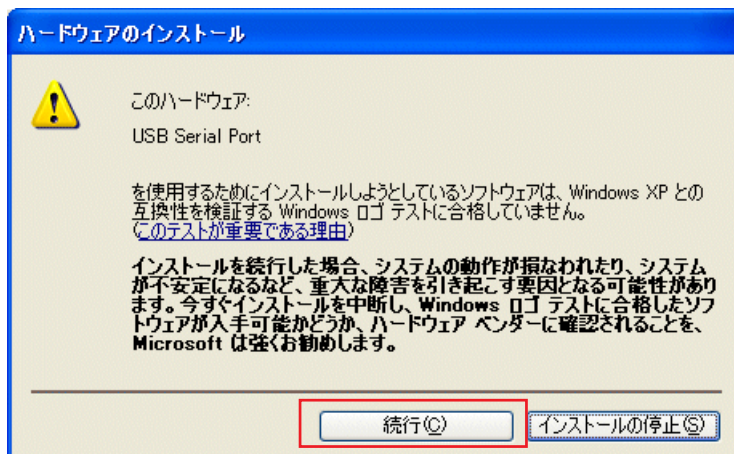 ハードウェアのインストール
このハードウェア:
USB Serial Port
を使用するためにインストールしようとしているソフトウェアは、Windows XP との
互換性を検証する Windows ロゴ テストに合格していません。
(このテストが重要である理由)
インストールを続行した場合、システムの動作が損なわれたり、システム
が不安定になるなど、重大な障害を引き起こす要因となる可能性があり
ます。今すぐインストールを中断し、Windows ロゴ テストに合格したソフ
トウェアが入手可能かどうか、ハードウェア ベンダーに確認されることを、
Microsoft は強くお勧めします。
続行(C) インストールの停止(S)